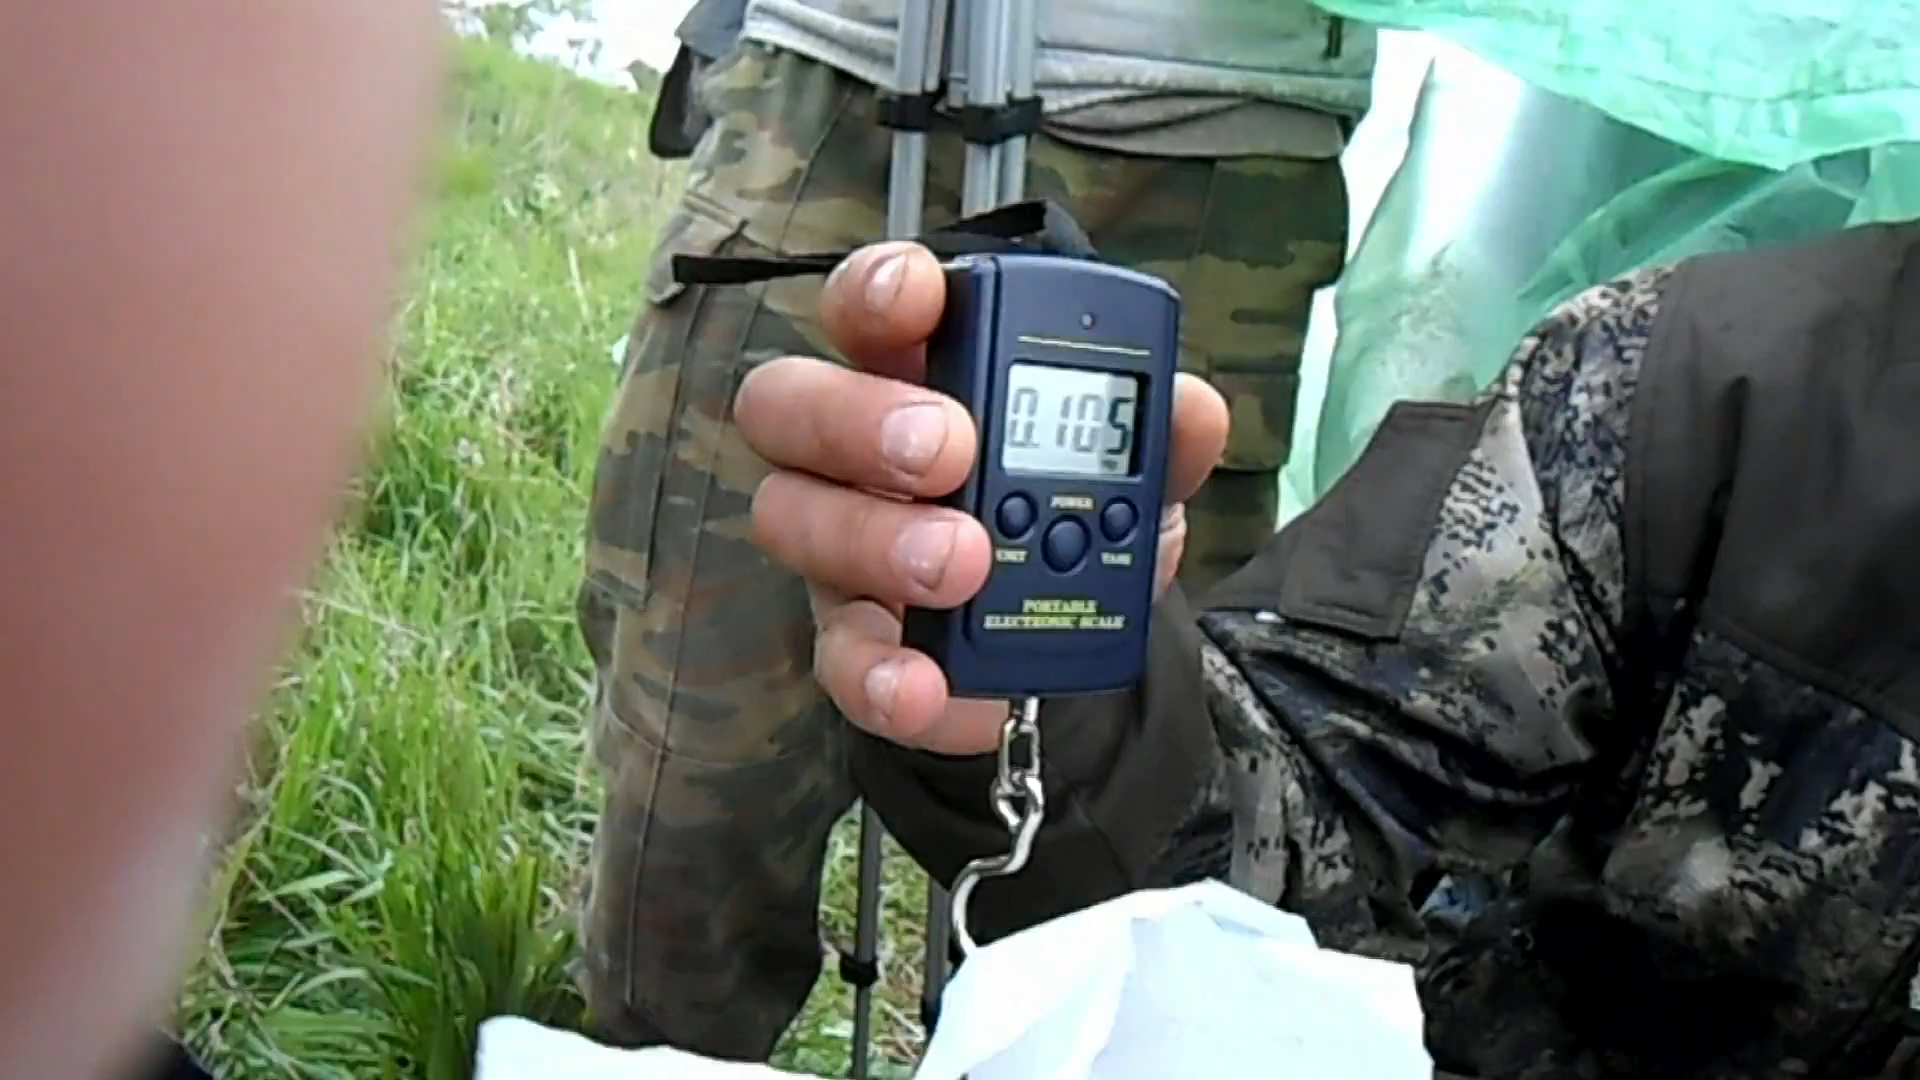 0.105
POWER
UNIT TARE
PORTABLE
ELECTRONIC SCALE